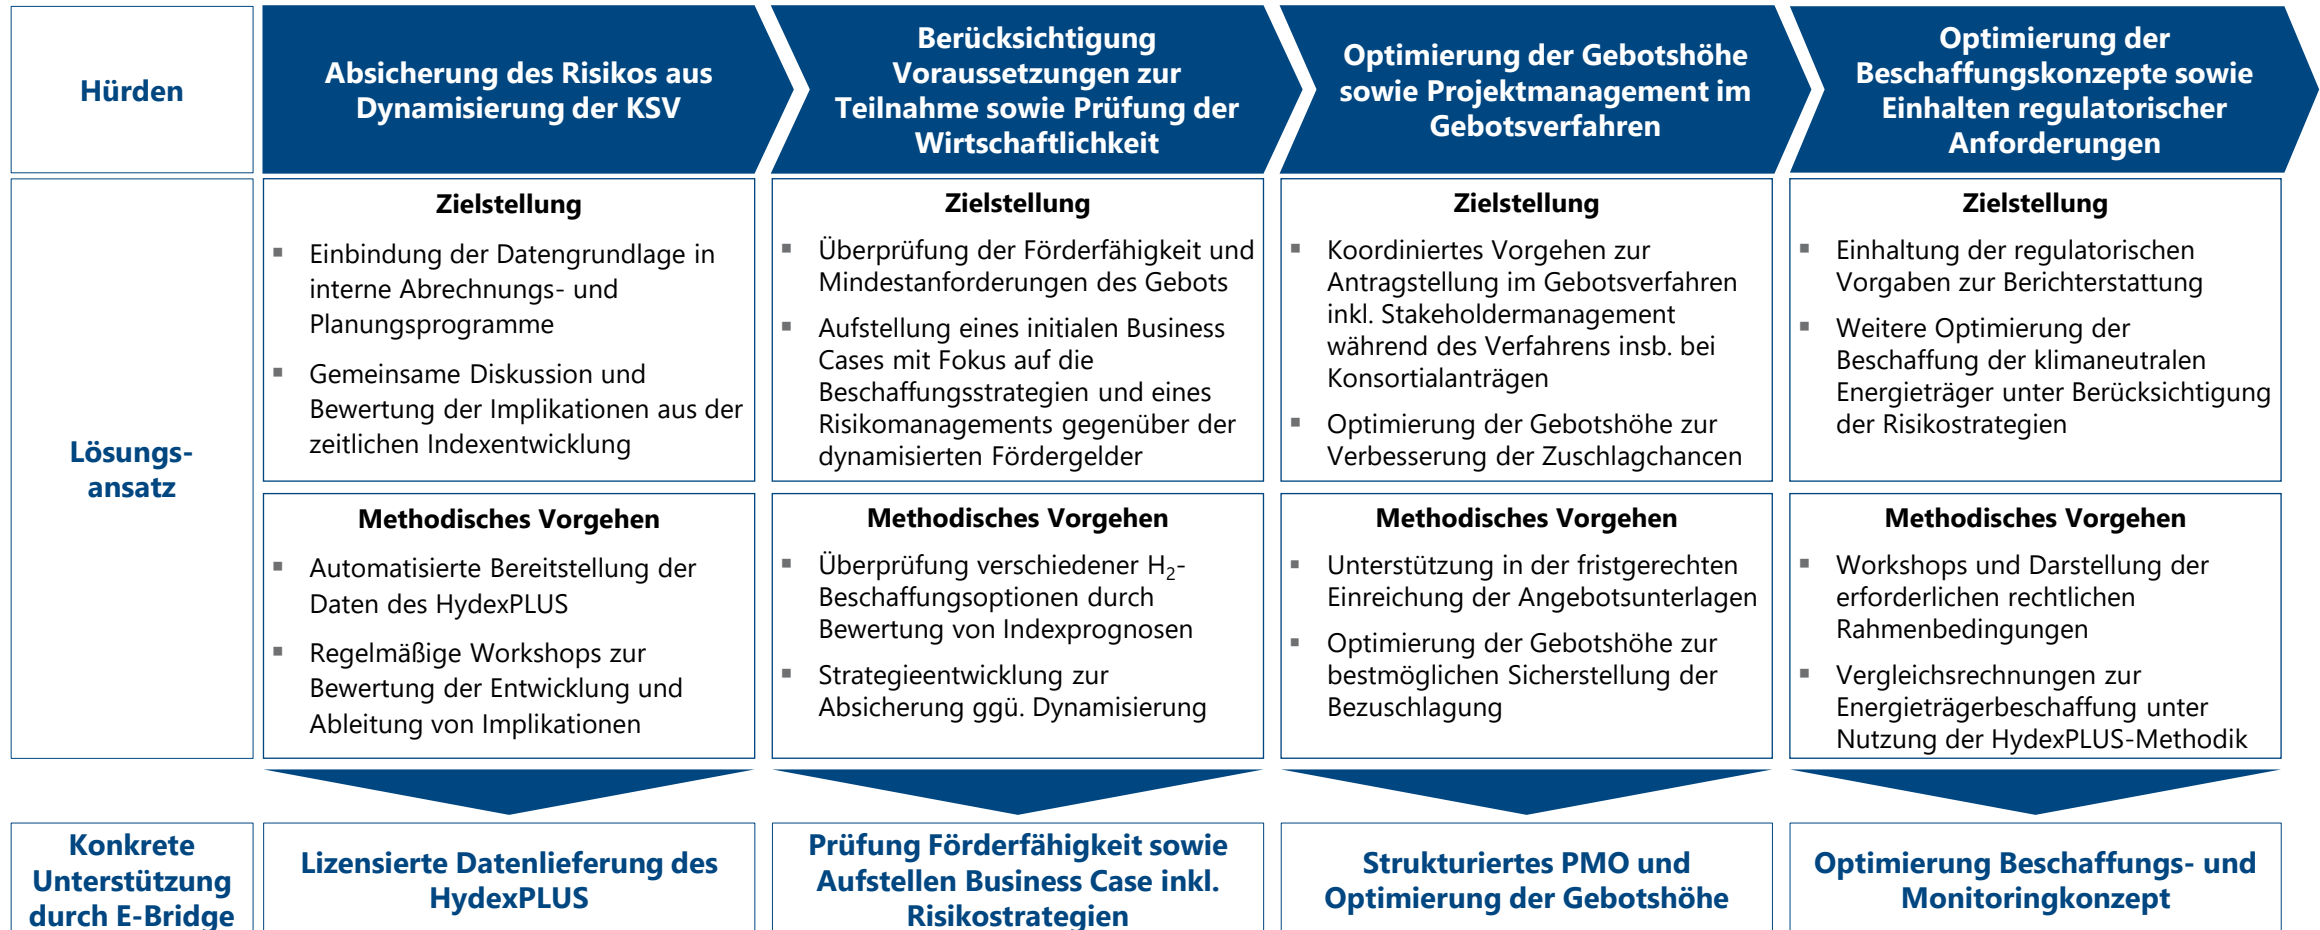 Hürden
Absicherung des Risikos aus
Dynamisierung der KSV
Berücksichtigung
Voraussetzungen zur
Teilnahme sowie Prüfung der
Wirtschaftlichkeit
Optimierung der Gebotshöhe
sowie Projektmanagement im
Gebotsverfahren
Optimierung der
Beschaffungskonzepte sowie
Einhalten regulatorischer
Anforderungen
Lösungs-
ansatz
Zielstellung
▪ Einbindung der Datengrundlage in
interne Abrechnungs- und
Planungsprogramme
▪ Gemeinsame Diskussion und
Bewertung der Implikationen aus der
zeitlichen Indexentwicklung
Zielstellung
▪ Überprüfung der Förderfähigkeit und
Mindestanforderungen des Gebots
▪ Aufstellung eines initialen Business
Cases mit Fokus auf die
Beschaffungsstrategien und eines
Risikomanagements gegenüber der
dynamisierten Fördergelder
Zielstellung
▪ Koordiniertes Vorgehen zur
Antragstellung im Gebotsverfahren
inkl. Stakeholdermanagement
während des Verfahrens insb. bei
Konsortialanträgen
▪ Optimierung der Gebotshöhe zur
Verbesserung der Zuschlagchancen
Zielstellung
▪ Einhaltung der regulatorischen
Vorgaben zur Berichterstattung
▪ Weitere Optimierung der
Beschaffung der klimaneutralen
Energieträger unter Berücksichtigung
der Risikostrategien
Methodisches Vorgehen
▪ Automatisierte Bereitstellung der
Daten des HydexPLUS
▪ Regelmäßige Workshops zur
Bewertung der Entwicklung und
Ableitung von Implikationen
Methodisches Vorgehen
▪ Überprüfung verschiedener H₂-
Beschaffungsoptionen durch
Bewertung von Indexprognosen
▪ Strategieentwicklung zur
Absicherung ggü. Dynamisierung
Methodisches Vorgehen
▪ Unterstützung in der fristgerechten
Einreichung der Angebotsunterlagen
▪ Optimierung der Gebotshöhe zur
bestmöglichen Sicherstellung der
Bezuschlagung
Methodisches Vorgehen
▪ Workshops und Darstellung der
erforderlichen rechtlichen
Rahmenbedingungen
▪ Vergleichsrechnungen zur
Energieträgerbeschaffung unter
Nutzung der HydexPLUS-Methodik
Konkrete
Unterstützung
durch E-Bridge
Lizensierte Datenlieferung des
HydexPLUS
Prüfung Förderfähigkeit sowie
Aufstellen Business Case inkl.
Risikostrategien
Strukturiertes PMO und
Optimierung der Gebotshöhe
Optimierung Beschaffungs- und
Monitoringkonzept